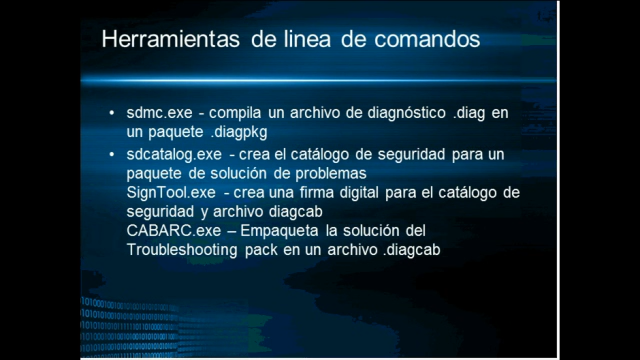 Herramientas de linea de comandos
• sdmc.exe - compila un archivo de diagnóstico .diag en
un paquete .diagpkg
• sdcatalog.exe - crea el catálogo de seguridad para un
paquete de solución de problemas
SignTool.exe - crea una firma digital para el catálogo de
seguridad y archivo diagcab
CABARC.exe – Empaqueta la solución del
Troubleshooting pack en un archivo .diagcab